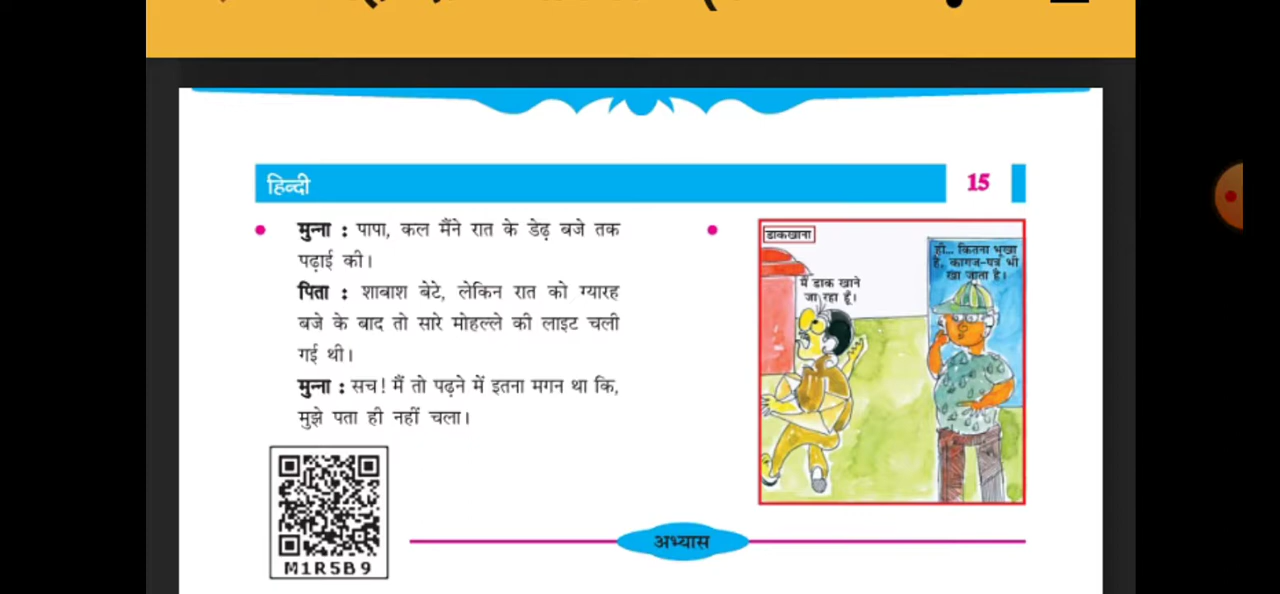 हिन्दी
15
मुन्ना : पापा, कल मैंने रात के डेढ़ बजे तक
पढ़ाई की।
पिता : शाबाश बेटे, लेकिन रात को ग्यारह
बजे के बाद तो सारे मोहल्ले की लाइट चली
गई थी।
मुन्ना : सच! मैं तो पढ़ने में इतना मगन था कि,
मुझे पता ही नहीं चला।
M1R5B9
डाकखाना
मैं डाक खाने
जा रहा हूँ।
ही... कितना भूखा
है, कागज-पत्र भी
खा जाता है।
अभ्यास